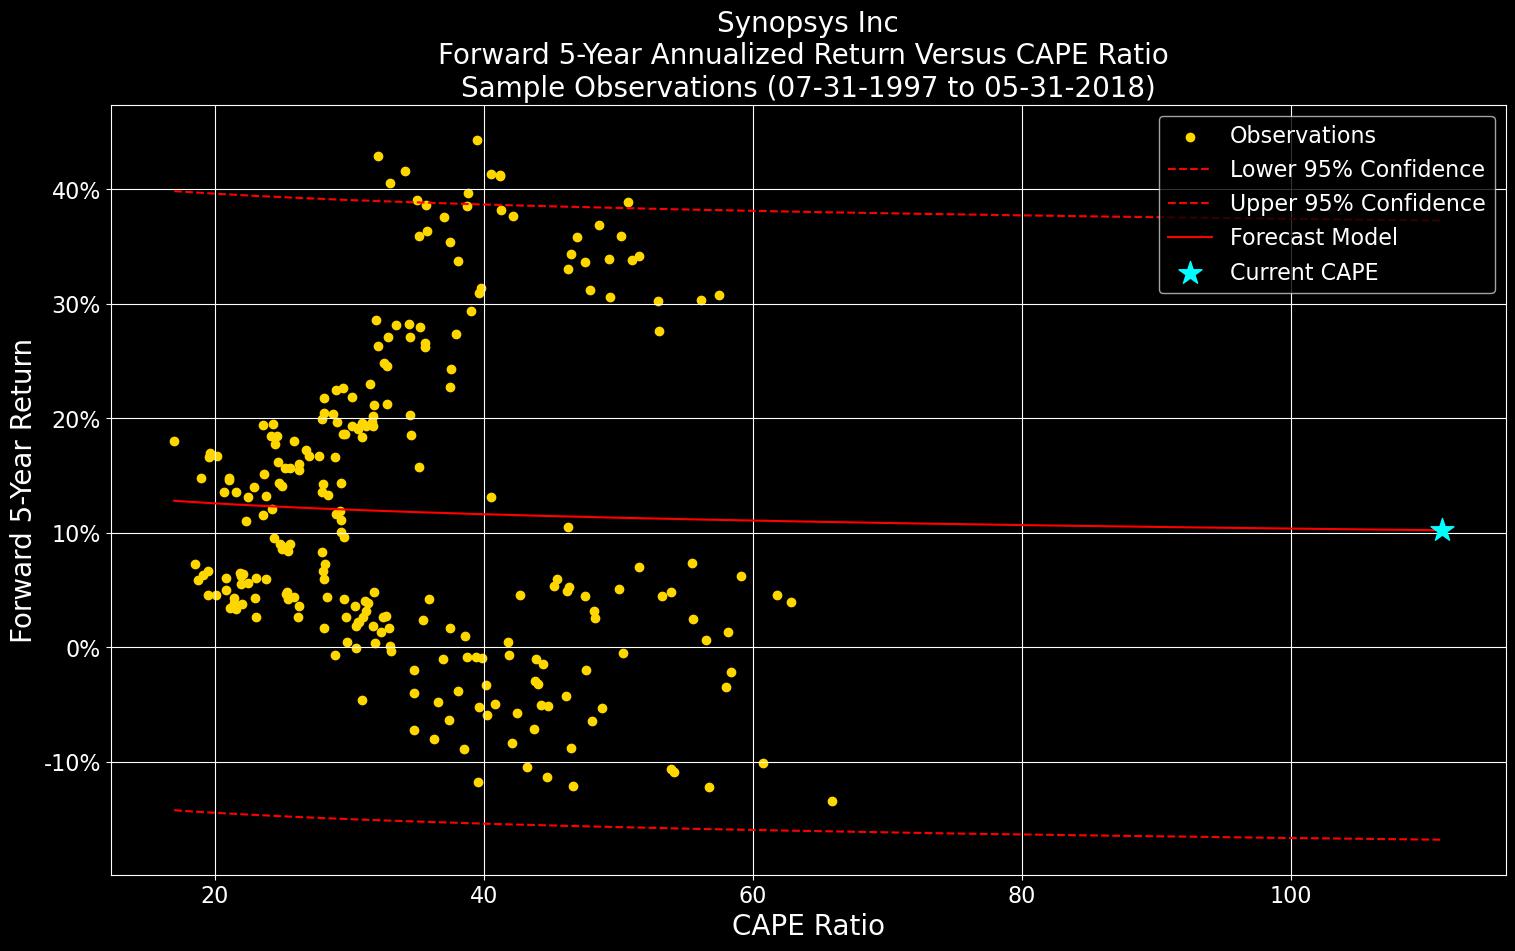 Synopsys Inc
Forward 5-Year Annualized Return Versus CAPE Ratio
Sample Observations (07-31-1997 to 05-31-2018)
Observations
Lower 95% Confidence
Upper 95% Confidence
Forecast Model
Current CAPE
Forward 5-Year Return
40%
30%
20%
10%
0%
-10%
20 40 60 80 100
CAPE Ratio